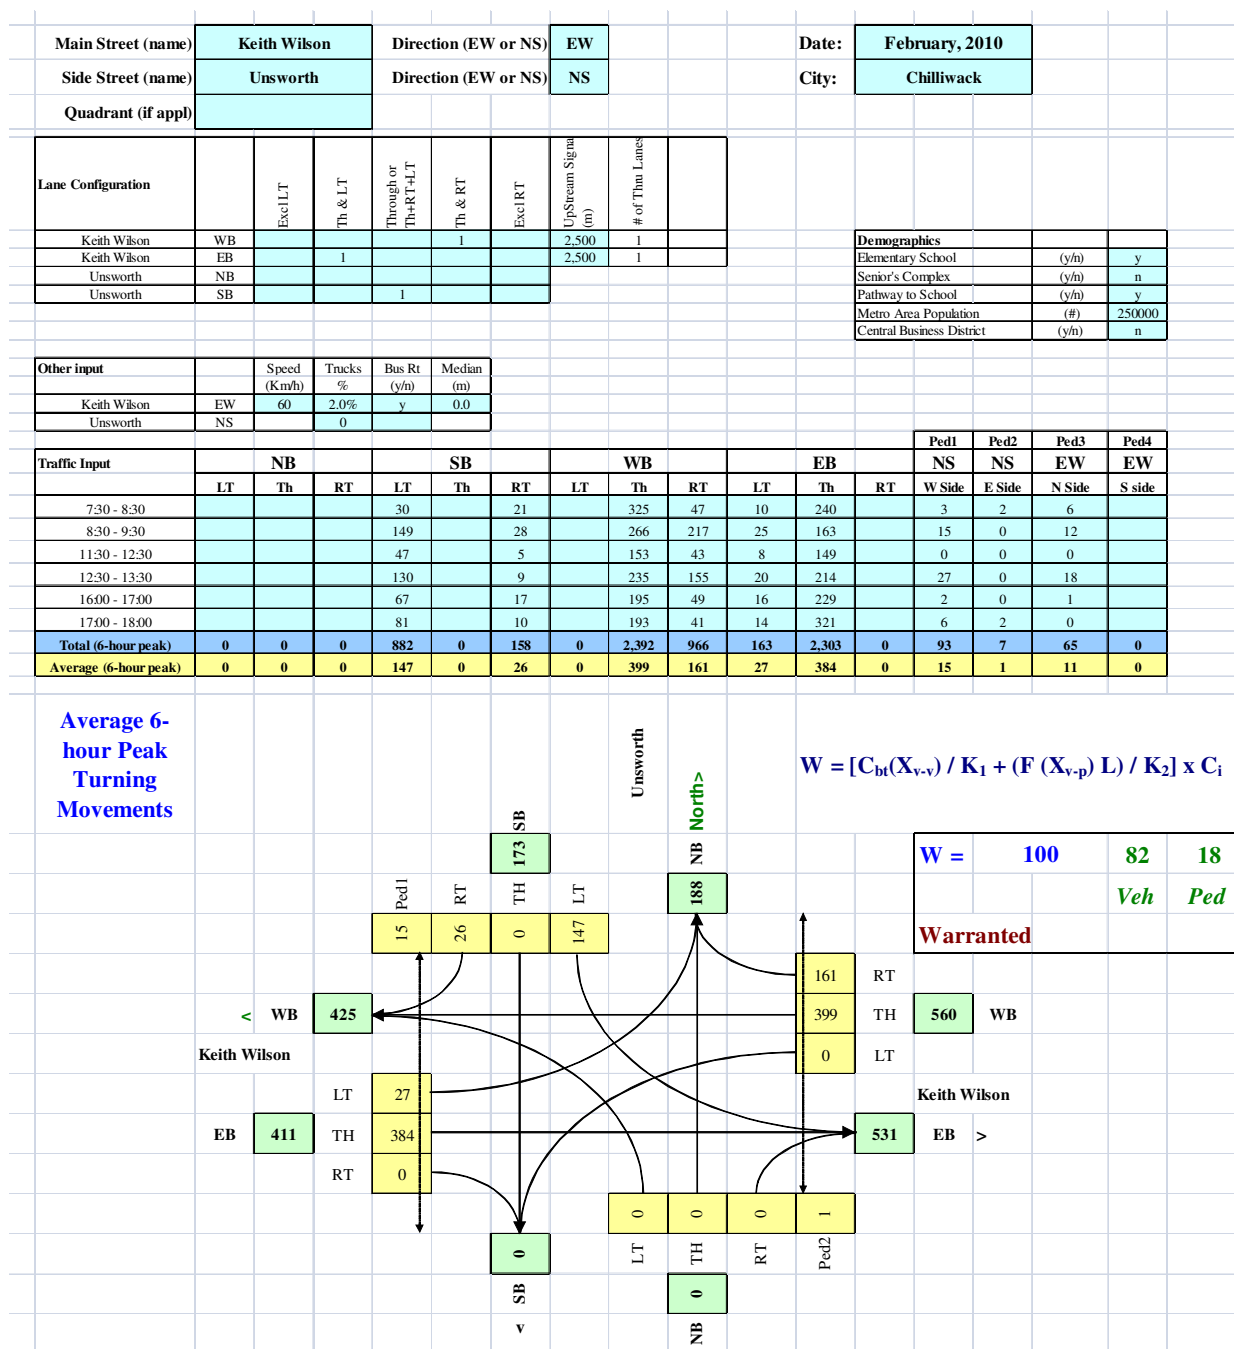 Main Street (name) Keith Wilson Direction (EW or NS) EW Date: February, 2010
Side Street (name) Unsworth Direction (EW or NS) NS City: Chilliwack
Quadrant (if appl)
Lane Configuration Excl LT Th & LT Through or Th+RT+LT Th & RT Excl RT UpStream Signa (m) # of Thru Lanes
Keith Wilson WB 1 2,500 1
Keith Wilson EB 1 2,500 1
Unsworth NB
Unsworth SB 1
Demographics
Elementary School (y/n) y
Senior's Complex (y/n) n
Pathway to School (y/n) y
Metro Area Population (#) 250000
Central Business District (y/n) n
Other input Speed Trucks Bus Rt Median
(Km/h) % (y/n) (m)
Keith Wilson EW 60 2.0% y 0.0
Unsworth NS 0
Ped1 Ped2 Ped3 Ped4
Traffic Input NB SB WB EB NS NS EW EW
LT Th RT LT Th RT LT Th RT LT Th RT W Side E Side N Side S side
7:30 - 8:30 30 21 325 47 10 240 3 2 6
8:30 - 9:30 149 28 266 217 25 163 15 0 12
11:30 - 12:30 47 5 153 43 8 149 0 0 0
12:30 - 13:30 130 9 235 155 20 214 27 0 18
16:00 - 17:00 67 17 195 49 16 229 2 0 1
17:00 - 18:00 81 10 193 41 14 321 6 2 0
Total (6-hour peak) 0 0 0 882 0 158 0 2,392 966 163 2,303 0 93 7 65 0
Average (6-hour peak) 0 0 0 147 0 26 0 399 161 27 384 0 15 1 11 0
Average 6-
hour Peak
Turning
Movements
Unsworth
North>
W = [Cbt(Xv-v) / K1 + (F (Xv-p) L) / K2] x Ci
W = 100 82 18
Veh Ped
Warranted
SB
173
NB
188
Ped1 RT TH LT
15 26 0 147
161 RT
< WB 425 399 TH 560 WB
0 LT
Keith Wilson
LT 27
Keith Wilson
EB 411 TH 384 531 EB >
RT 0
0 0 0 1
LT TH RT Ped2
0
SB
v
0
NB